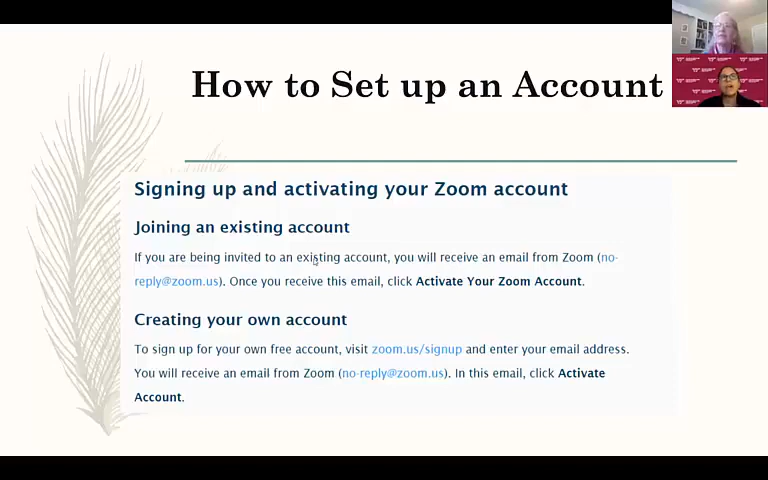 How to Set up an Account
Signing up and activating your Zoom account
Joining an existing account
If you are being invited to an existing account, you will receive an email from Zoom (no-
reply@zoom.us). Once you receive this email, click Activate Your Zoom Account.
Creating your own account
To sign up for your own free account, visit zoom.us/signup and enter your email address.
You will receive an email from Zoom (no-reply@zoom.us). In this email, click Activate
Account.